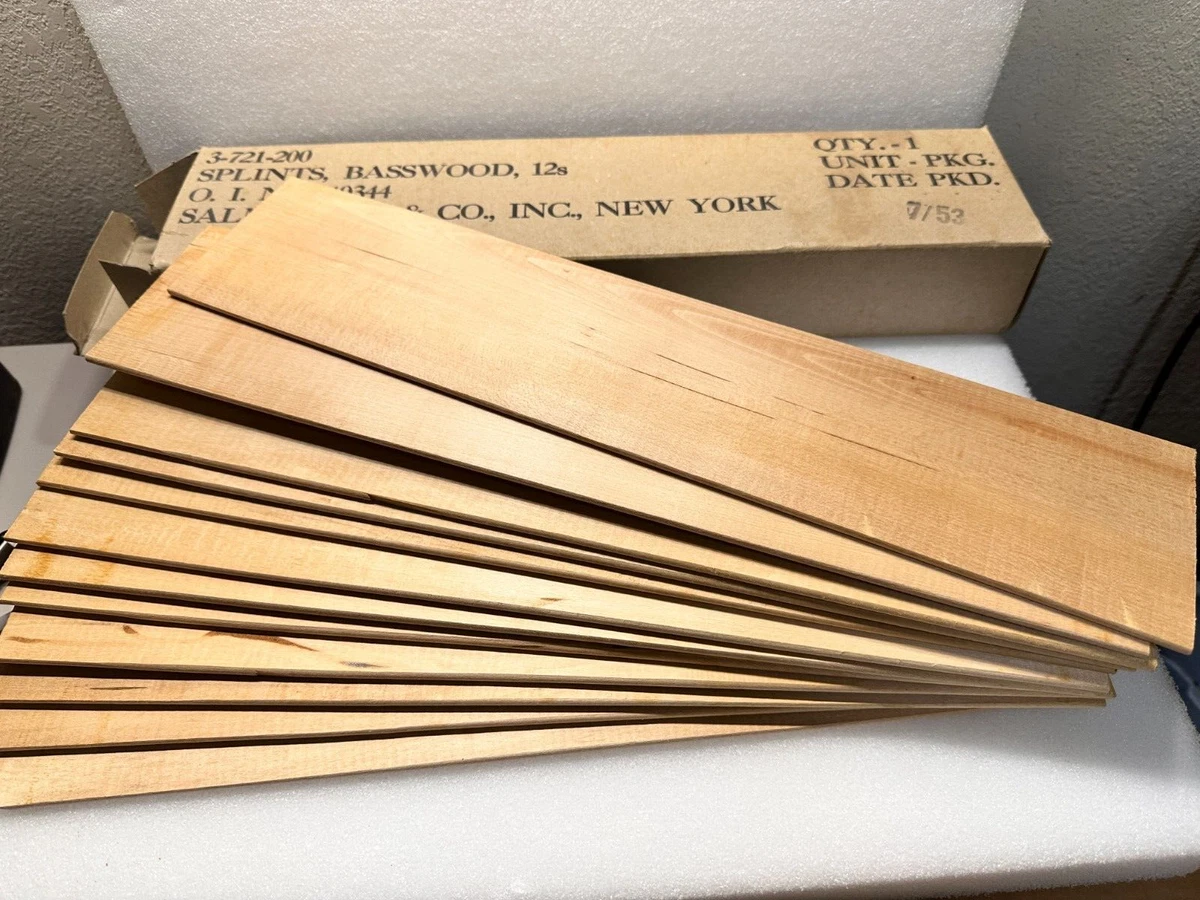 3-721-200
SPLINTS, BASSWOOD, 12s
O. I.
& CO., INC., NEW YORK
QTY. - 1
UNIT - PKG.
DATE PKD.
7/53